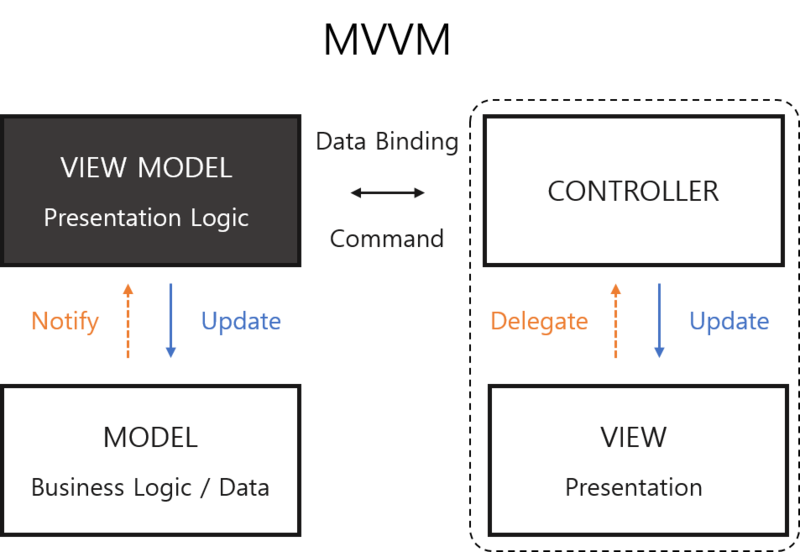 MVVM
VIEW MODEL
Presentation Logic
Data Binding
Command
CONTROLLER
Notify
Update
Delegate
Update
MODEL
Business Logic / Data
VIEW
Presentation